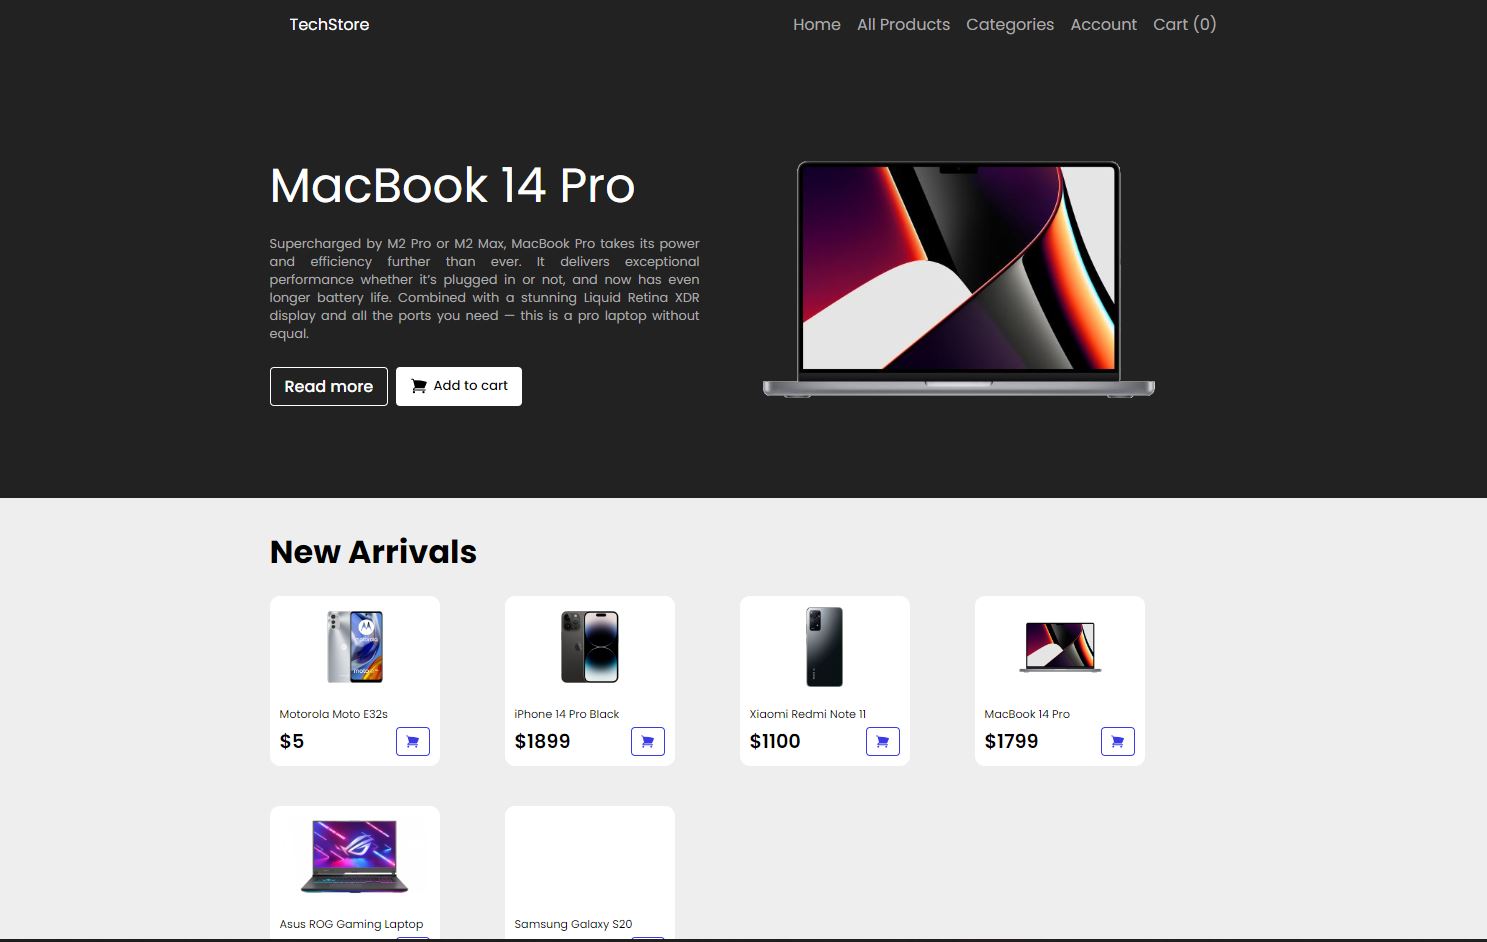 TechStore
Home All Products Categories Account Cart (0)
MacBook 14 Pro
Supercharged by M2 Pro or M2 Max, MacBook Pro takes its power
and efficiency further than ever. It delivers exceptional
performance whether it's plugged in or not, and now has even
longer battery life. Combined with a stunning Liquid Retina XDR
display and all the ports you need — this is a pro laptop without
equal.
Read more Add to cart
New Arrivals
Motorola Moto E32s
$5
iPhone 14 Pro Black
$1899
Xiaomi Redmi Note 11
$1100
MacBook 14 Pro
$1799
Asus ROG Gaming Laptop
Samsung Galaxy S20